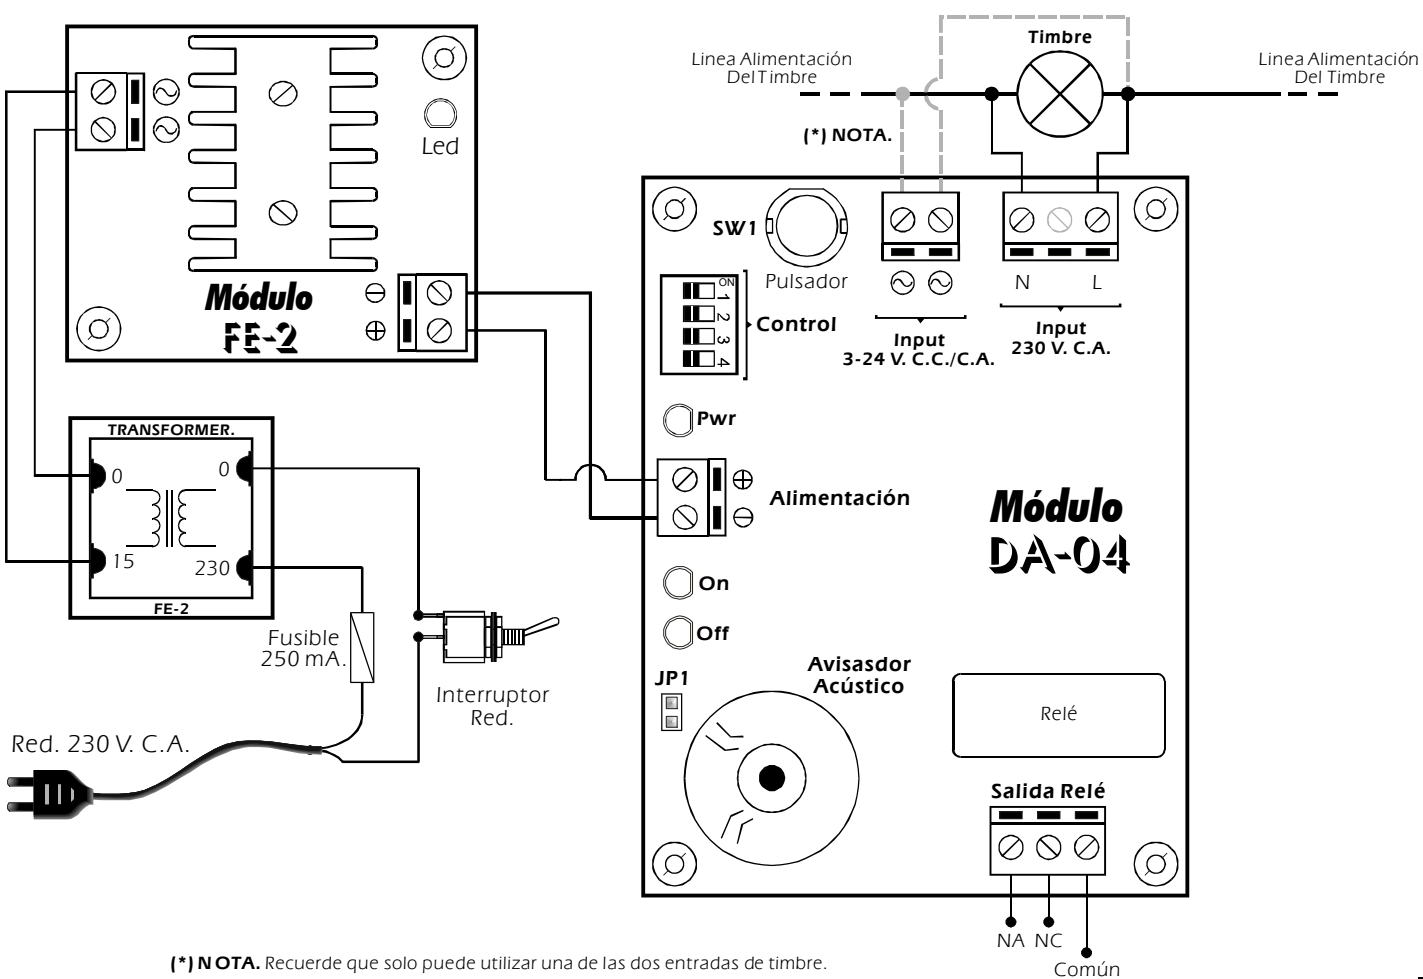 Led
Módulo
FE-2
TRANSFORMER.
0
0
15
230
FE-2
Fusible
250 mA.
Interruptor
Red.
Red. 230 V. C.A.
Linea Alimentación
Del Timbre
Timbre
Linea Alimentación
Del Timbre
(*) NOTA.
SW1
Pulsador
ON
1
2
3
4
Control
N
L
Input
3-24 V. C.C./C.A.
Input
230 V. C.A.
Pwr
Alimentación
Módulo
DA-04
On
Off
JP1
Avisasdor
Acústico
Relé
Salida Relé
NA
NC
Común
(*) NOTA. Recuerde que solo puede utilizar una de las dos entradas de timbre.